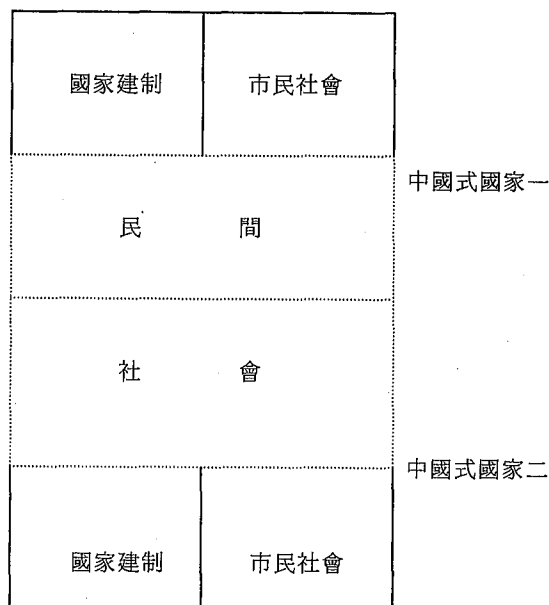 國家建制 市民社會
中國式國家一
民 間
社 會
中國式國家二
國家建制 市民社會